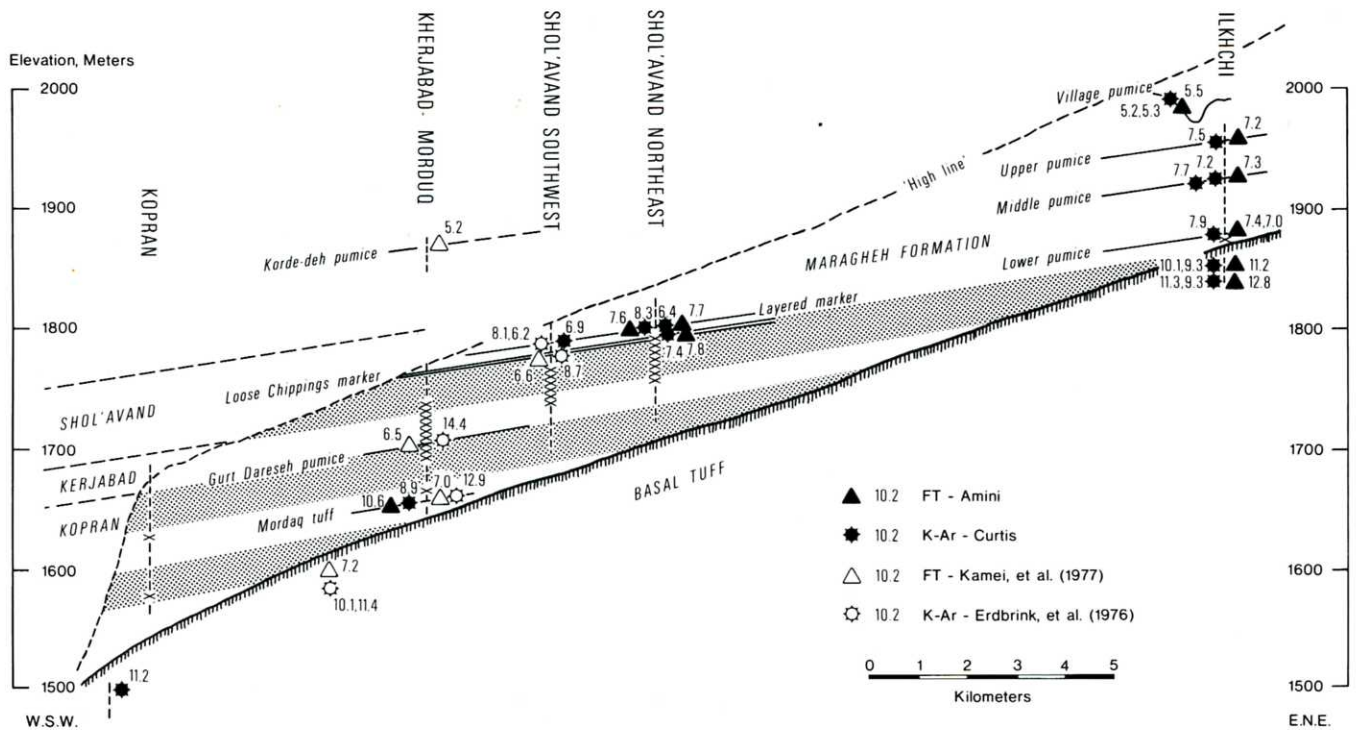 KOPRAN
KHERJABAD MORDUQ
SHOL'AVAND SOUTHWEST
SHOL'AVAND NORTHEAST
ILKHCHI
Elevation, Meters
2000
1900
1800
1700
1600
1500
W.S.W.
2000
1900
1800
1700
1600
1500
E.N.E.
Village pumice
5.5
5.2,5.3
7.2
7.5
Upper pumice
7.2
7.3
7.7
Middle pumice
'High line'
7.9
7.4,7.0
Lower pumice
MARAGHEH FORMATION
10.1,9.3
11.2
11.3,9.3
12.8
5.2
Korde-deh pumice
7.6
8.3
6.4
7.7
Layered marker
7.4
7.8
8.1,6.2
6.9
6.6
8.7
Loose Chippings marker
SHOL'AVAND
14.4
6.5
Gurt Dareseh pumice
KERJABAD
BASAL TUFF
8.9
7.0
12.9
10.6
Mordaq tuff
KOPRAN
7.2
10.1,11.4
11.2
10.2 FT - Amini
10.2 K-Ar - Curtis
10.2 FT - Kamei, et al. (1977)
10.2 K-Ar - Erdbrink, et al. (1976)
0 1 2 3 4 5
Kilometers